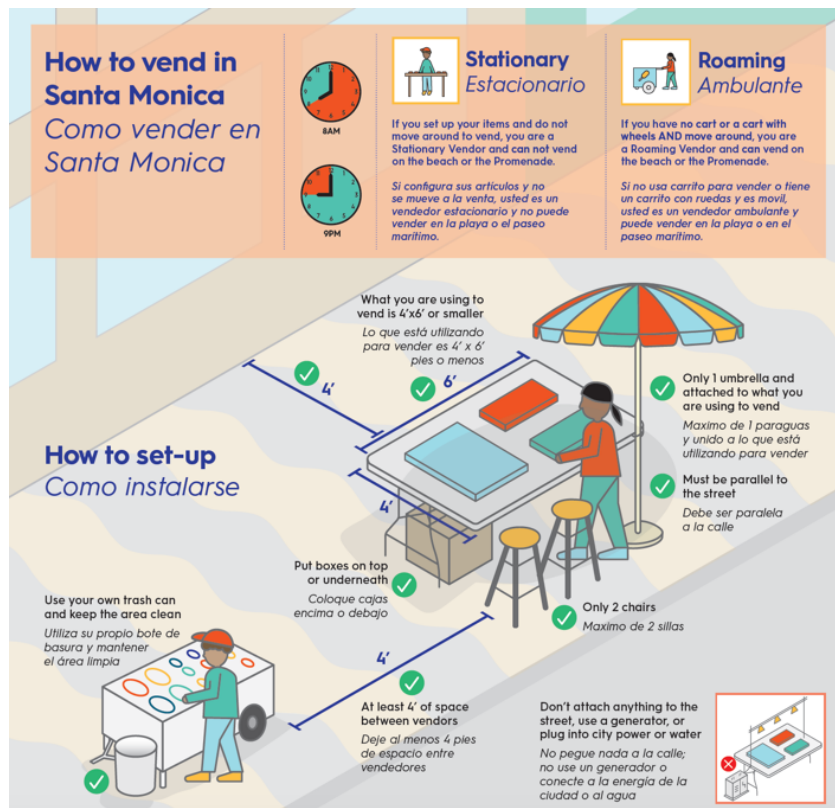 How to vend in
Santa Monica
Como vender en
Santa Monica
8AM
9PM
Stationary
Estacionario
If you set up your items and do not
move around to vend, you are a
Stationary Vendor and can not vend
on the beach or the Promenade.
Si configura sus artículos y no
se mueve a la venta, usted es un
vendedor estacionario y no puede
vender en la playa o el paseo
marítimo.
Roaming
Ambulante
If you have no cart or a cart with
wheels AND move around, you are
a Roaming Vendor and can vend on
the beach or the Promenade.
Si no usa carrito para vender o tiene
un carrito con ruedas y es movil,
usted es un vendedor ambulante y
puede vender en la playa o en el
paseo marítimo.
What you are using to
vend is 4'x6' or smaller
Lo que está utilizando
para vender es 4' x 6'
pies o menos
4'
6'
4'
Only 1 umbrella and
attached to what you
are using to vend
Maximo de 1 paraguas
y unido a lo que está
utilizando para vender
Must be parallel to
the street
Debe ser paralela
a la calle
How to set-up
Como instalarse
Put boxes on top
or underneath
Coloque cajas
encima o debajo
Only 2 chairs
Maximo de 2 sillas
Use your own trash can
and keep the area clean
Utiliza su propio bote de
basura y mantener
el área limpia
4'
At least 4' of space
between vendors
Deje al menos 4 pies
de espacio entre
vendedores
Don't attach anything to the
street, use a generator, or
plug into city power or water
No pegue nada a la calle;
no use un generador o
conecte a la energía de la
ciudad o al agua